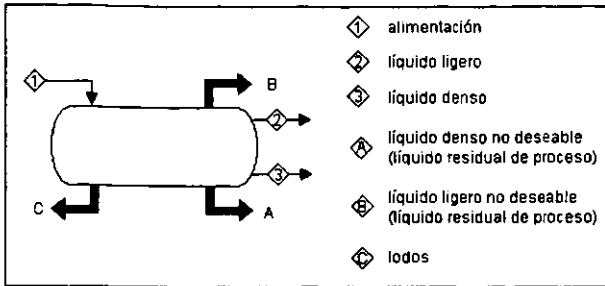 1 alimentación
2 líquido ligero
3 líquido denso
A líquido denso no deseable
(líquido residual de proceso)
B líquido ligero no deseable
(líquido residual de proceso)
C lodos
1
B
2
3
C
A